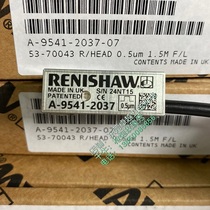 A-9541-2037-07
53-70043 R/HEAD 0.5um 1.5M F/L
CONTENTS MADE IN UK
RENISHAW
MADE IN UK
S/N 24NT15
PATENTED
CE
A-9541-2037
0.5µm
A-9541-2037-07
53-70043 R/HEAD 0.5um 1.5M F/L
CONTENTS MADE IN UK